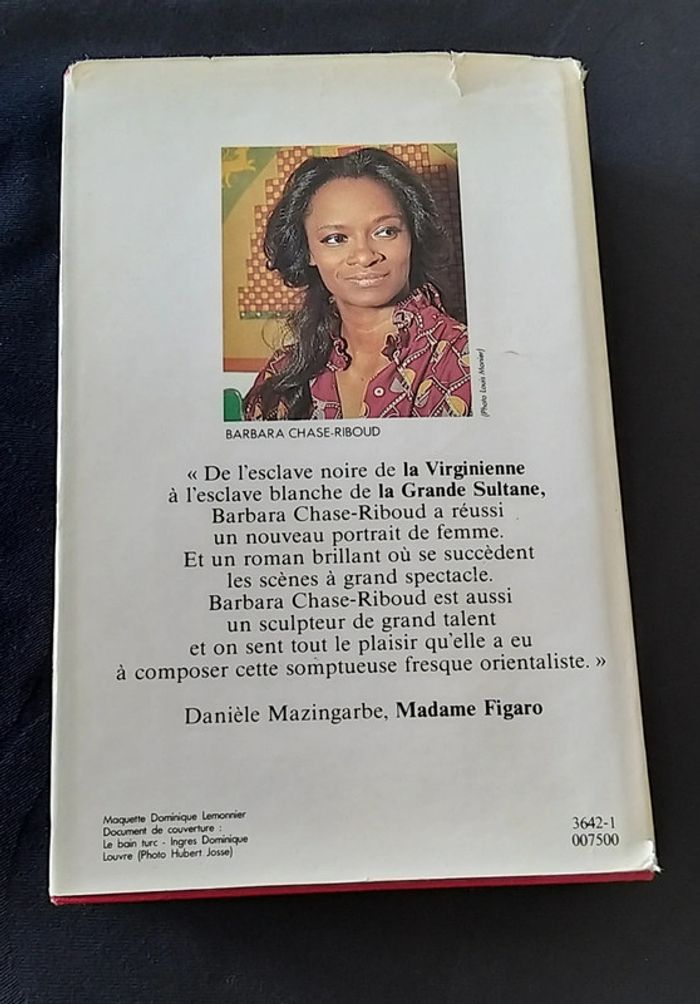 (Photo Louis Monier)
BARBARA CHASE-RIBOUD
« De l'esclave noire de la Virginienne
à l'esclave blanche de la Grande Sultane,
Barbara Chase-Riboud a réussi
un nouveau portrait de femme.
Et un roman brillant où se succèdent
les scènes à grand spectacle.
Barbara Chase-Riboud est aussi
un sculpteur de grand talent
et on sent tout le plaisir qu'elle a eu
à composer cette somptueuse fresque orientaliste. »
Danièle Mazingarbe, Madame Figaro
Maquette Dominique Lemonnier
Document de couverture :
Le bain turc - Ingres Dominique
Louvre (Photo Hubert Josse)
3642-1
007500